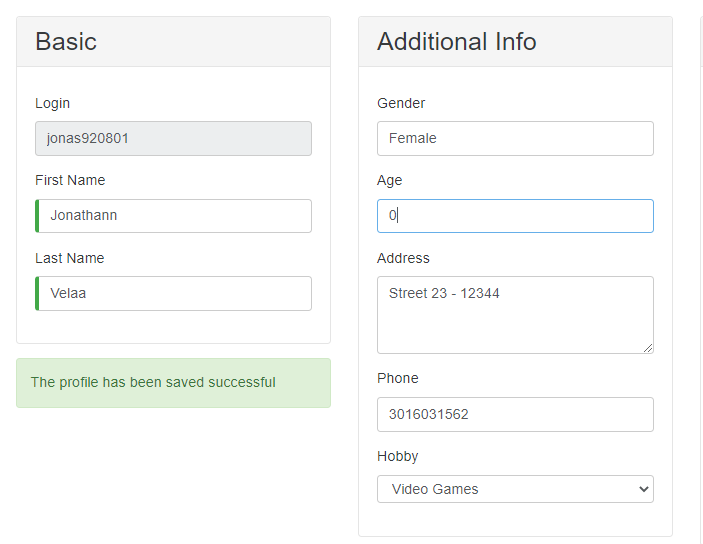 Basic
Login
jonas920801
First Name
Jonathann
Last Name
Velaa
The profile has been saved successful
Additional Info
Gender
Female
Age
0
Address
Street 23 - 12344
Phone
3016031562
Hobby
Video Games